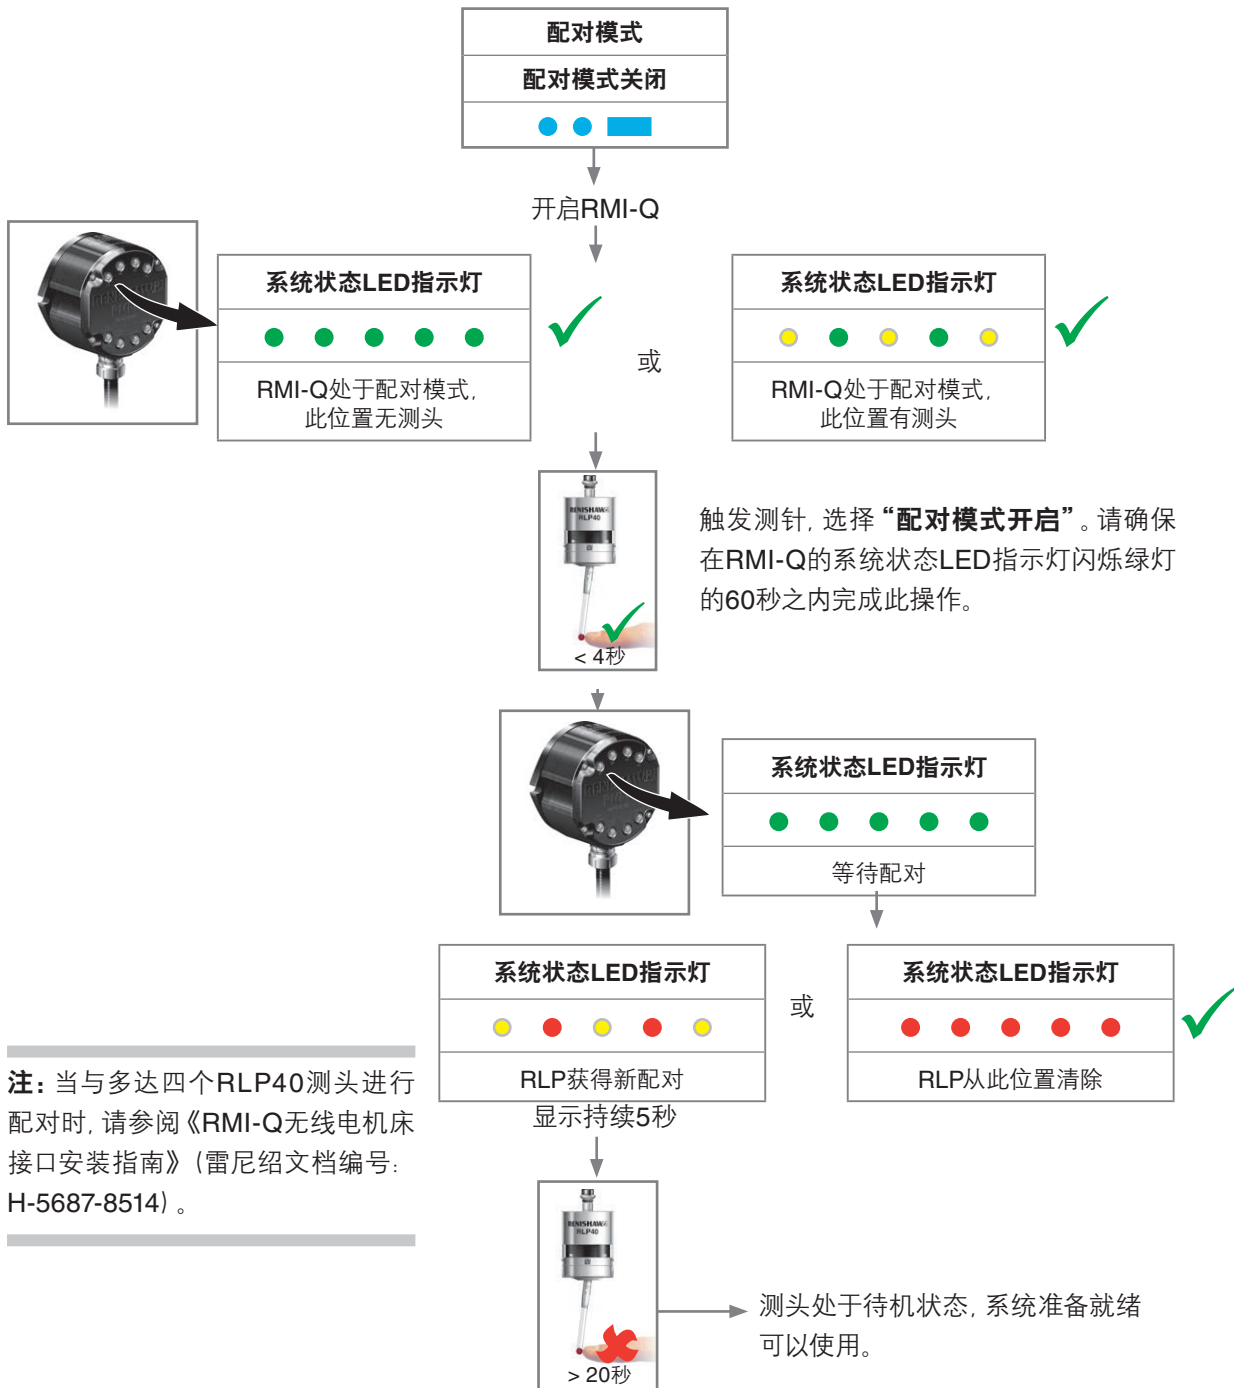 配对模式
配对模式关闭
开启RMI-Q
系统状态LED指示灯
RMI-Q处于配对模式,
此位置无测头
或
系统状态LED指示灯
RMI-Q处于配对模式,
此位置有测头
RENISHAW
RLP40
< 4秒
触发测针, 选择“配对模式开启”。请确保
在RMI-Q的系统状态LED指示灯闪烁绿灯
的60秒之内完成此操作。
系统状态LED指示灯
等待配对
系统状态LED指示灯
RLP获得新配对
显示持续5秒
或
系统状态LED指示灯
RLP从此位置清除
注: 当与多达四个RLP40测头进行
配对时, 请参阅《RMI-Q无线电机床
接口安装指南》(雷尼绍文档编号:
H-5687-8514)。
RENISHAW
RLP40
> 20秒
测头处于待机状态, 系统准备就绪
可以使用。